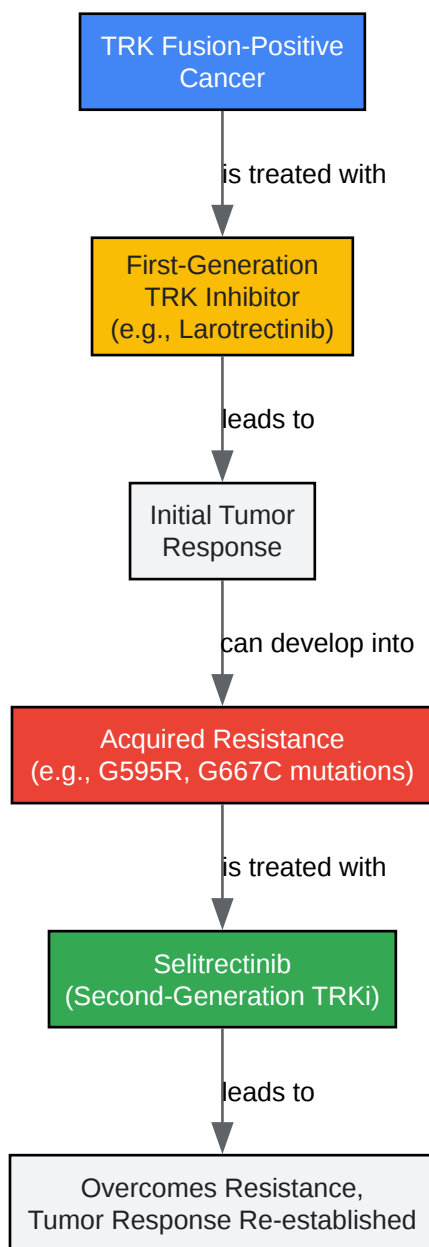 TRK Fusion-Positive
Cancer
is treated with
First-Generation
TRK Inhibitor
(e.g., Larotrectinib)
leads to
Initial Tumor
Response
can develop into
Acquired Resistance
(e.g., G595R, G667C mutations)
is treated with
Selitrectinib
(Second-Generation TRKi)
leads to
Overcomes Resistance,
Tumor Response Re-established